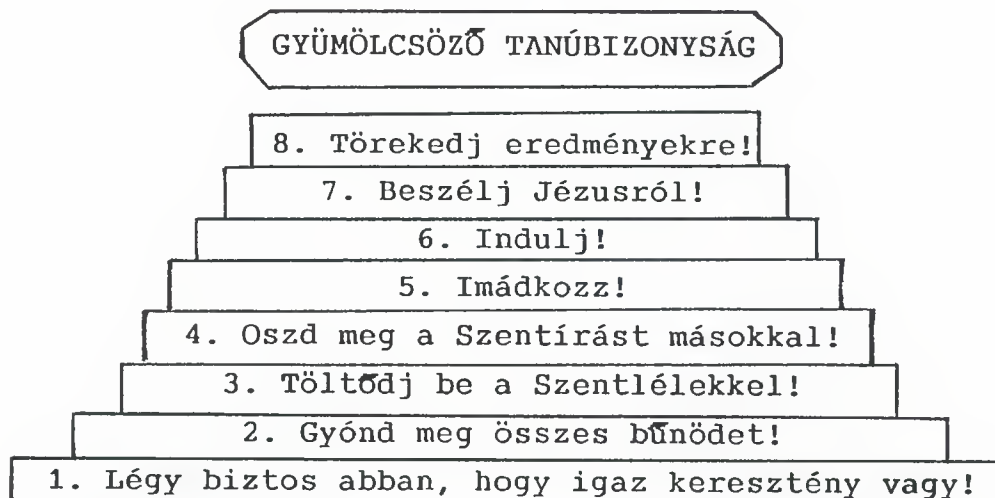 GYÜMÖLCSÖZŐ TANÚBIZONYSÁG
8. Törekedj eredményekre!
7. Beszélj Jézusról!
6. Indulj!
5. Imádkozz!
4. Oszd meg a Szentírást másokkal!
3. Töltődj be a Szentlélekkel!
2. Gyónd meg összes bűnödet!
1. Légy biztos abban, hogy igaz keresztény vagy!